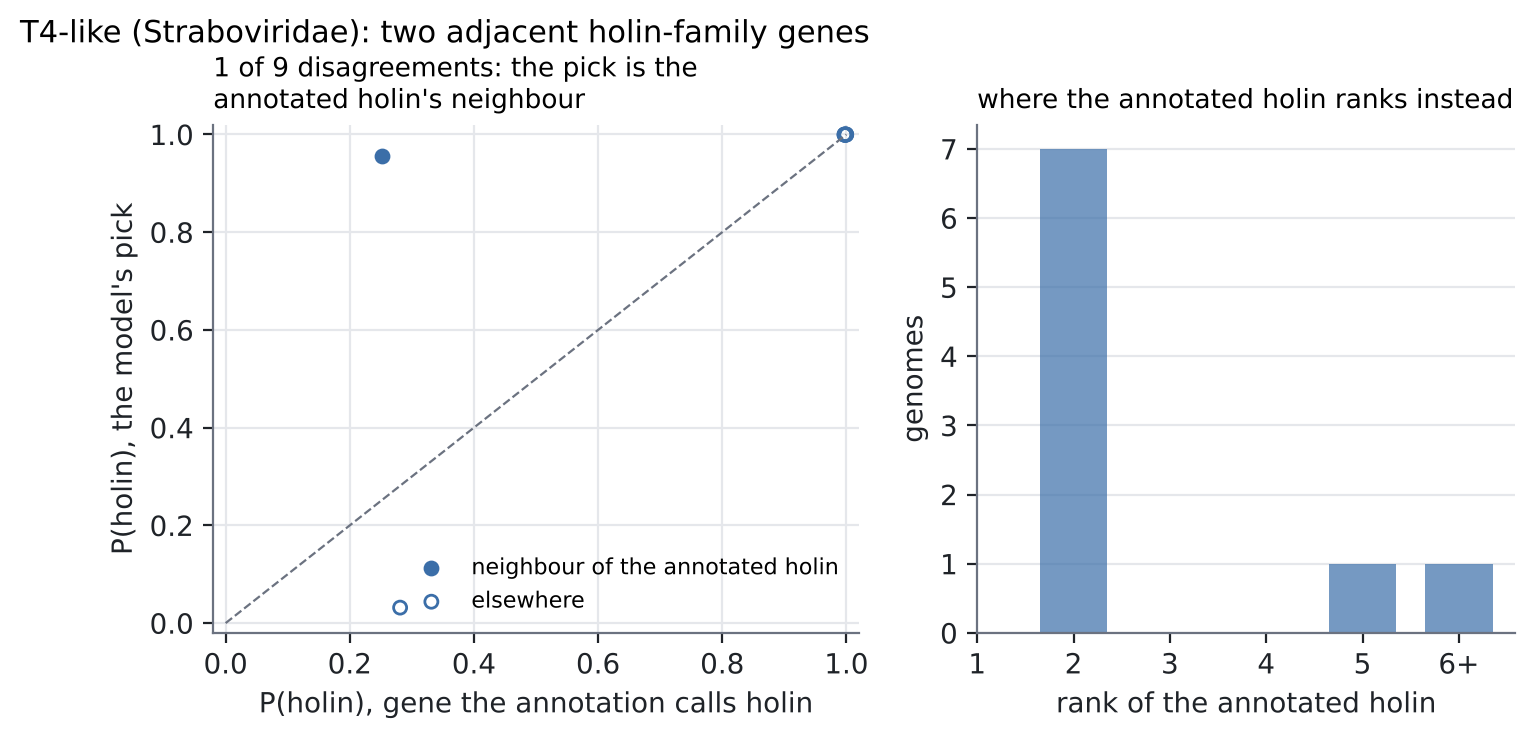 T4-like (Straboviridae): two adjacent holin-family genes
1 of 9 disagreements: the pick is the
annotated holin's neighbour
1.0
0.8
0.6
0.4
0.2
0.0
P(holin), the model's pick
neighbour of the annotated holin
elsewhere
0.0 0.2 0.4 0.6 0.8 1.0
P(holin), gene the annotation calls holin
where the annotated holin ranks instead
7
6
5
4
3
2
1
0
genomes
1 2 3 4 5 6+
rank of the annotated holin